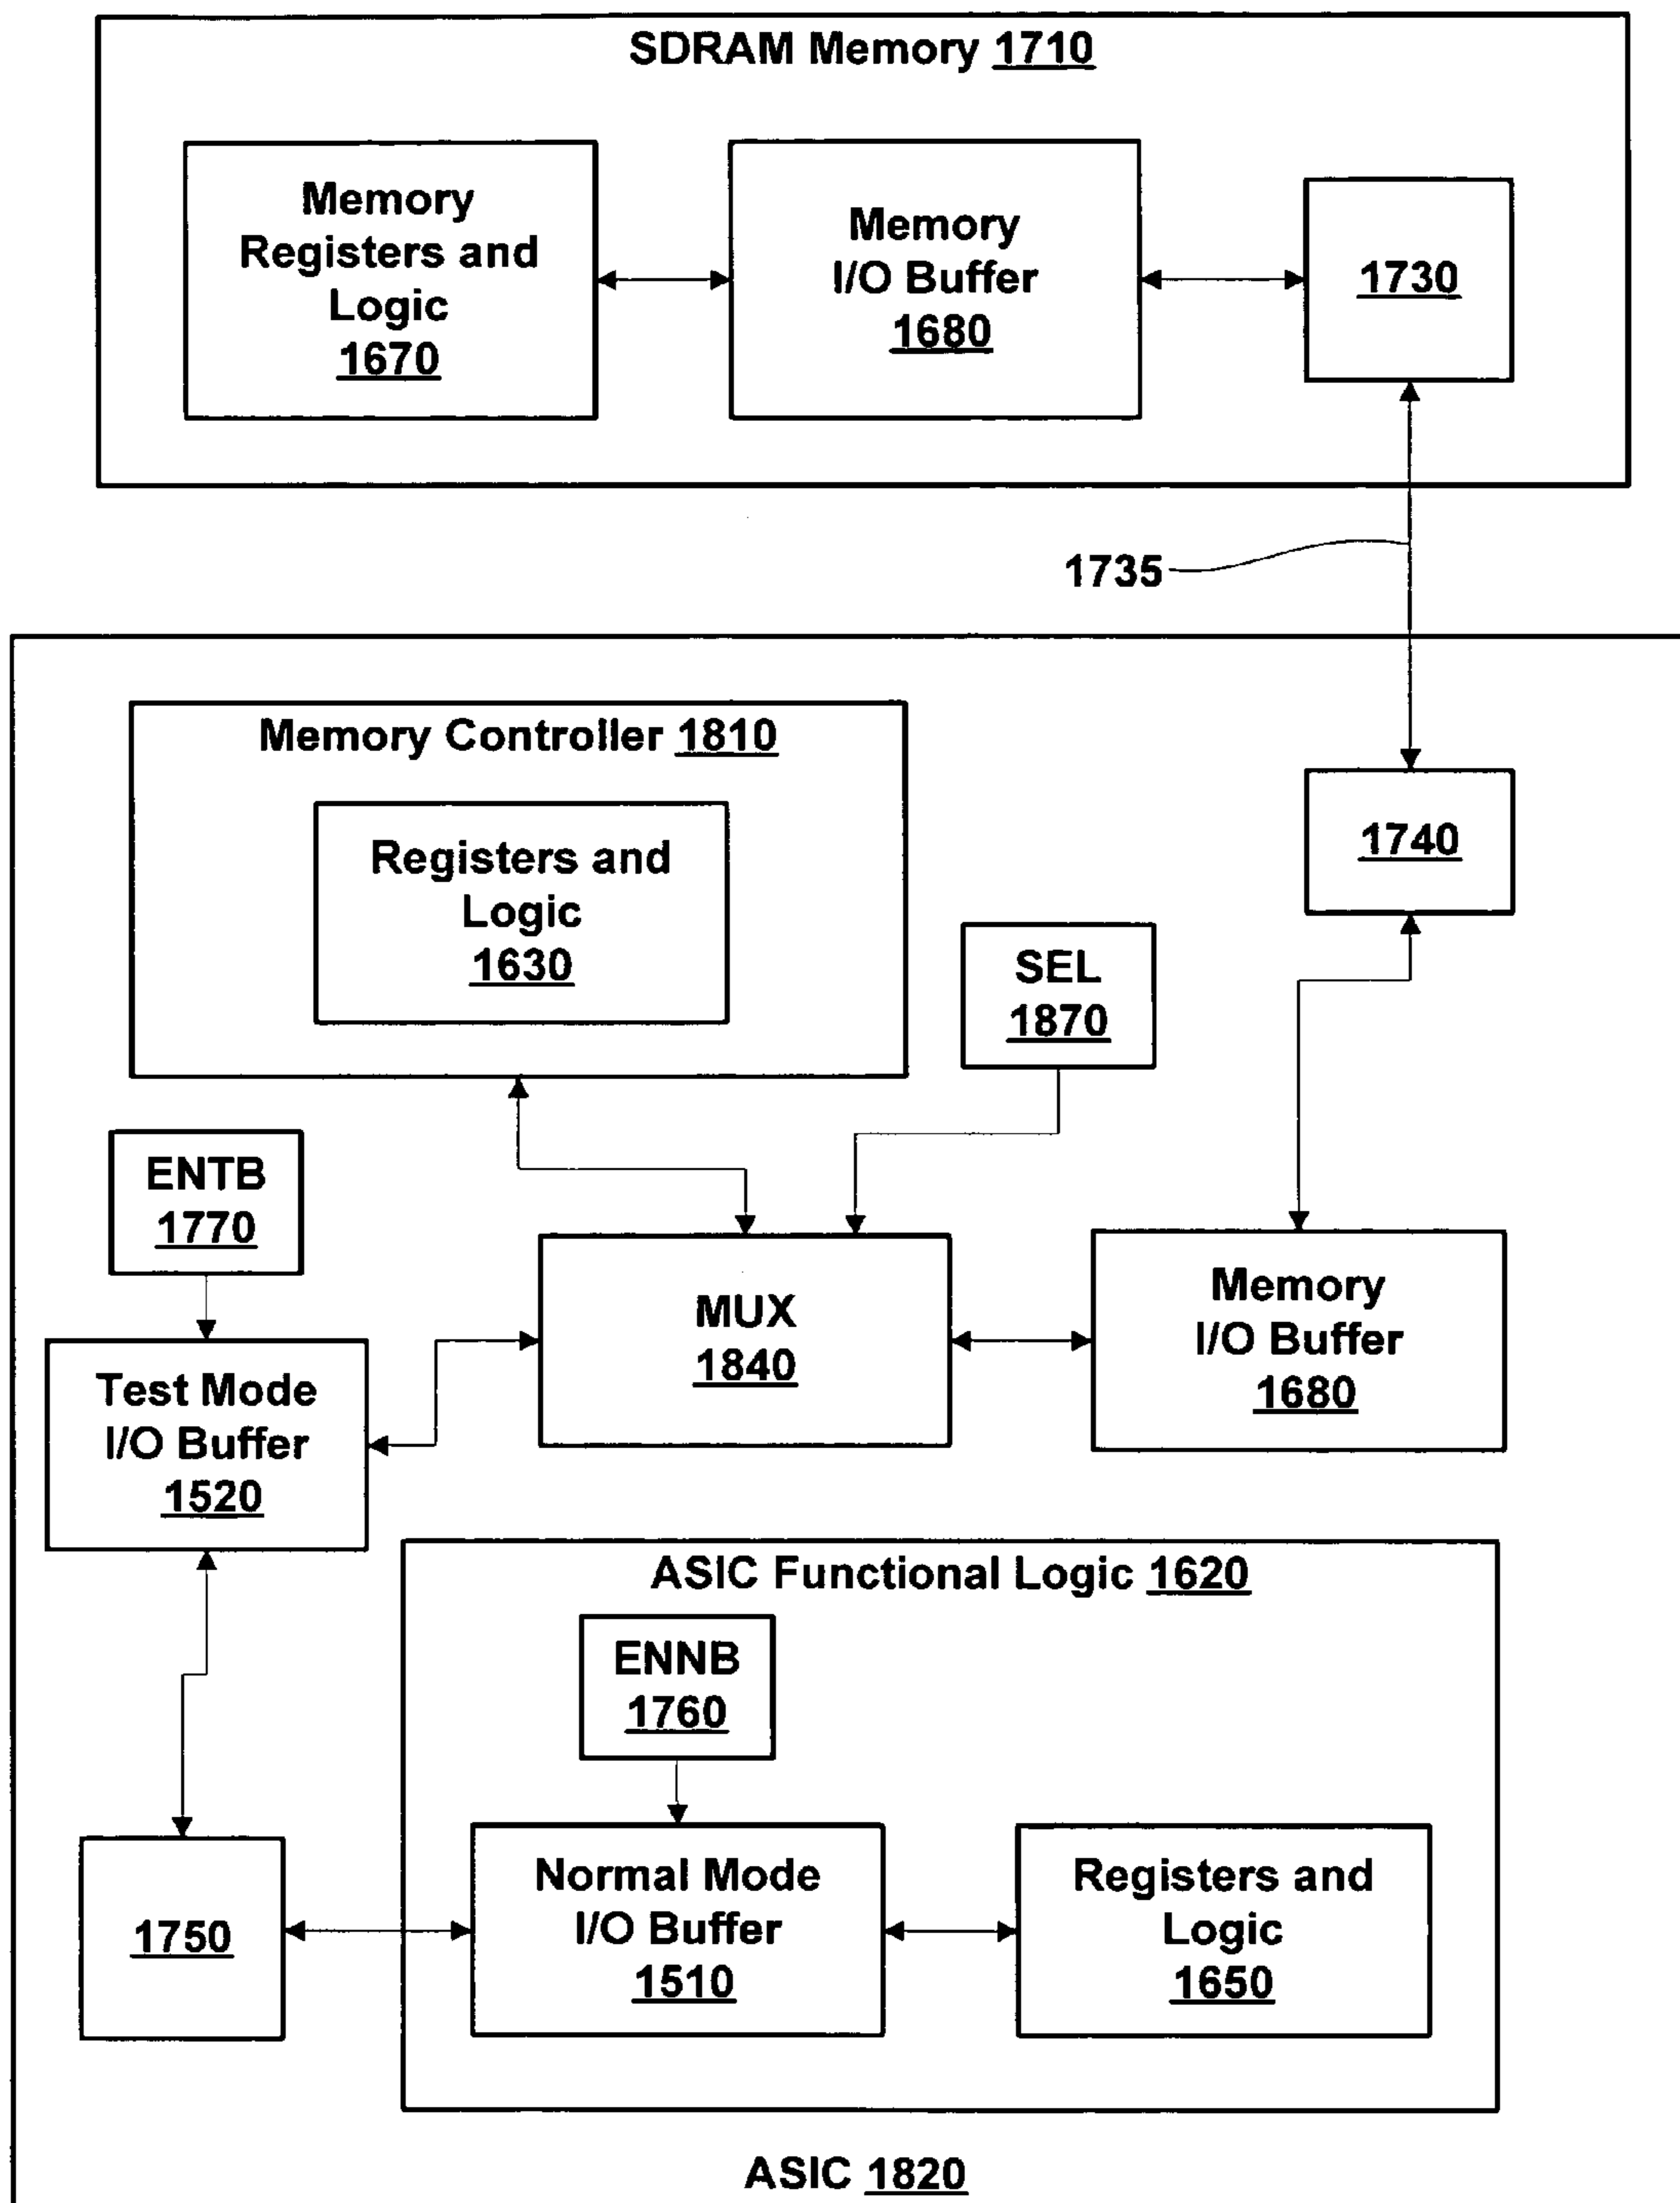 SDRAM Memory 1710
Memory
Registers and
Logic
1670
Memory
I/O Buffer
1680
1730
1735
Memory Controller 1810
Registers and
Logic
1630
1740
SEL
1870
ENTB
1770
MUX
1840
Memory
I/O Buffer
1680
Test Mode
I/O Buffer
1520
ASIC Functional Logic 1620
ENNB
1760
1750
Normal Mode
I/O Buffer
1510
Registers and
Logic
1650
ASIC 1820